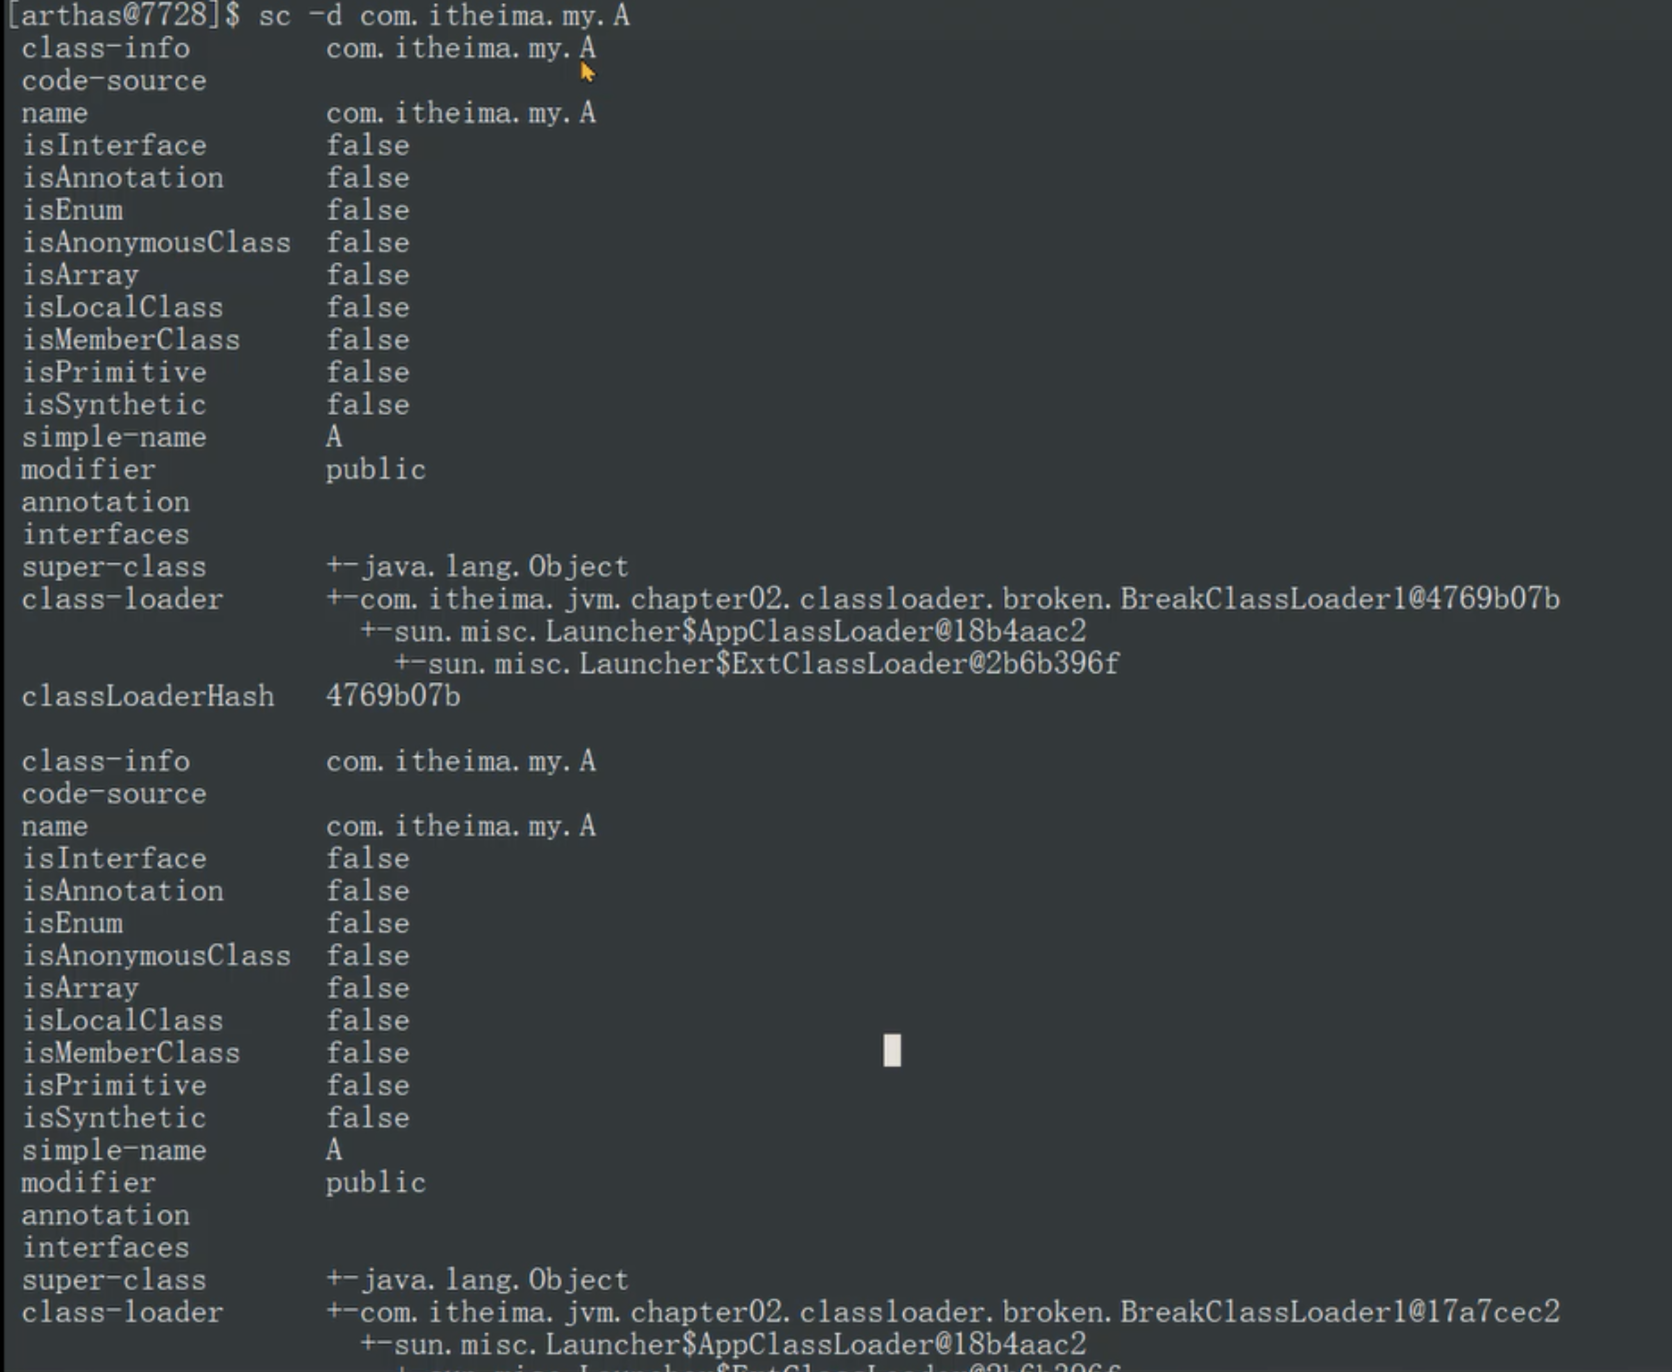 [arthas@7728]$ sc -d com.itheima.my.A
class-info com.itheima.my.A
code-source
name com.itheima.my.A
isInterface false
isAnnotation false
isEnum false
isAnonymousClass false
isArray false
isLocalClass false
isMemberClass false
isPrimitive false
isSynthetic false
simple-name A
modifier public
annotation
interfaces
super-class +-java.lang.Object
class-loader +-com.itheima.jvm.chapter02.classloader.broken.BreakClassLoader1@4769b07b
+-sun.misc.Launcher$AppClassLoader@18b4aac2
+-sun.misc.Launcher$ExtClassLoader@2b6b396f
classLoaderHash 4769b07b
class-info com.itheima.my.A
code-source
name com.itheima.my.A
isInterface false
isAnnotation false
isEnum false
isAnonymousClass false
isArray false
isLocalClass false
isMemberClass false
isPrimitive false
isSynthetic false
simple-name A
modifier public
annotation
interfaces
super-class +-java.lang.Object
class-loader +-com.itheima.jvm.chapter02.classloader.broken.BreakClassLoader1@17a7cec2
+-sun.misc.Launcher$AppClassLoader@18b4aac2